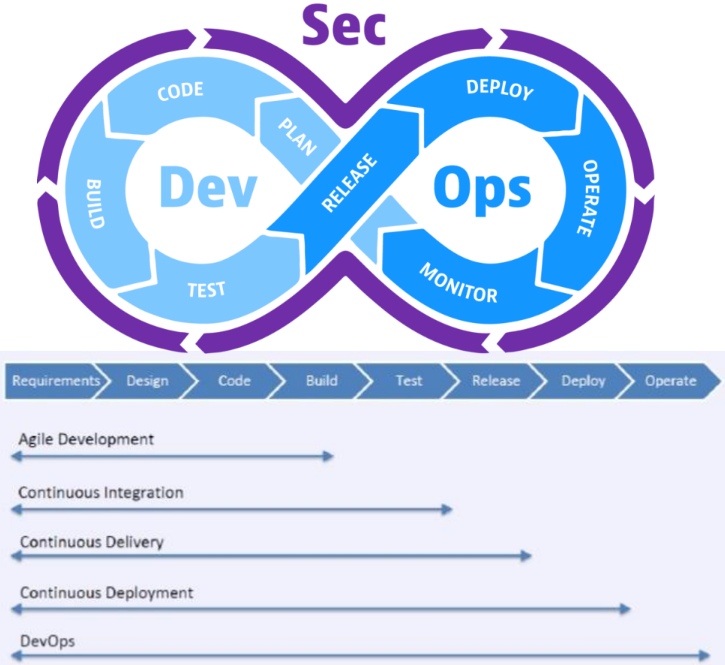 Sec
CODE
PLAN
BUILD
Dev
TEST
RELEASE
DEPLOY
OPERATE
Ops
MONITOR
Requirements Design Code Build Test Release Deploy Operate
Agile Development
Continuous Integration
Continuous Delivery
Continuous Deployment
DevOps